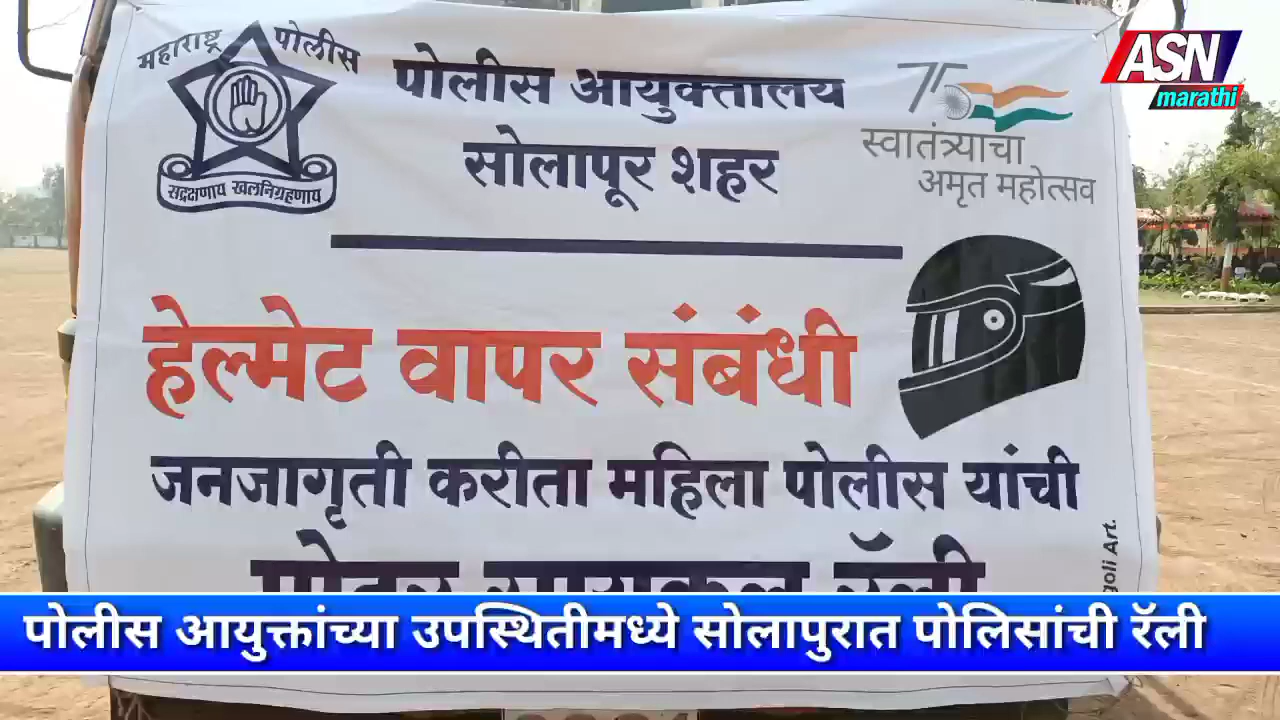 महाराष्ट्र पोलीस
सद्रक्षणाय खलनिग्रहणाय
पोलीस आयुक्तालय
सोलापूर शहर
75
स्वातंत्र्याचा
अमृत महोत्सव
ASN
marathi
हेल्मेट वापर संबंधी
जनजागृती करीता महिला पोलीस यांची
पोलीस आयुक्तांच्या उपस्थितीमध्ये सोलापुरात पोलिसांची रॅली